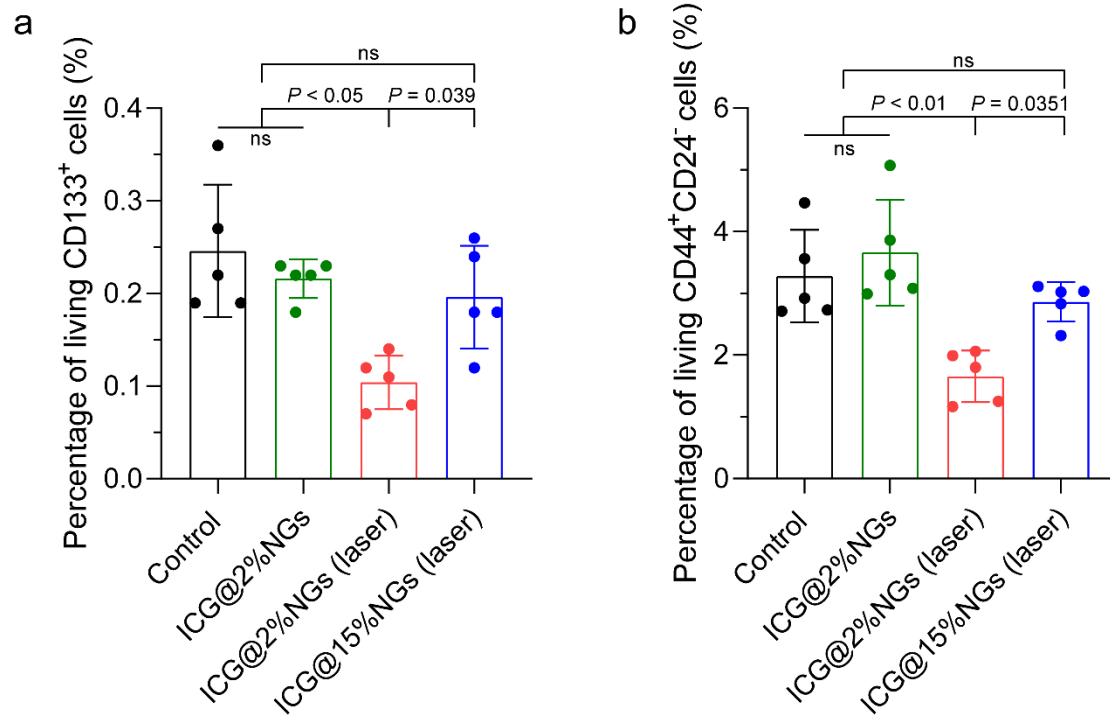 a
Percentage of living CD133⁺ cells (%)
ns
P < 0.05
P = 0.039
ns
0.4
0.3
0.2
0.1
0.0
Control
ICG@2%NGs
ICG@2%NGs (laser)
ICG@15%NGs (laser)
b
Percentage of living CD44⁺CD24⁻ cells (%)
ns
P < 0.01
P = 0.0351
ns
6
4
2
0
Control
ICG@2%NGs
ICG@2%NGs (laser)
ICG@15%NGs (laser)